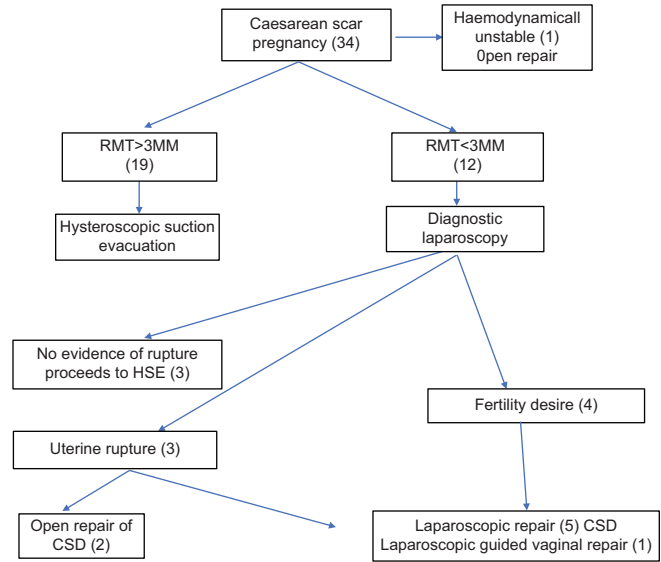 Caesarean scar
pregnancy (34)
Haemodynamicall
unstable (1)
0pen repair
RMT>3MM
(19)
RMT<3MM
(12)
Hysteroscopic suction
evacuation
Diagnostic
laparoscopy
No evidence of rupture
proceeds to HSE (3)
Fertility desire (4)
Uterine rupture (3)
Open repair of
CSD (2)
Laparoscopic repair (5) CSD
Laparoscopic guided vaginal repair (1)